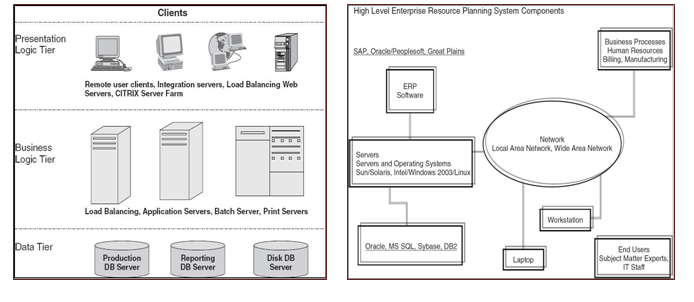 Clients
Presentation
Logic Tier
Remote user clients, Integration servers, Load Balancing Web
Servers, CITRIX Server Farm
Business
Logic Tier
Load Balancing, Application Servers, Batch Server, Print Servers
Data Tier
Production
DB Server
Reporting
DB Server
Disk DB
Server
High Level Enterprise Resource Planning System Components
SAP, Oracle/Peoplesoft, Great Plains
Business Processes
Human Resources
Billing, Manufacturing
ERP
Software
Network
Local Area Network, Wide Area Network
Servers
Servers and Operating Systems
Sun/Solaris, Intel/Windows 2003/Linux
Workstation
Oracle, MS SQL, Sybase, DB2
Laptop
End Users
Subject Matter Experts,
IT Staff